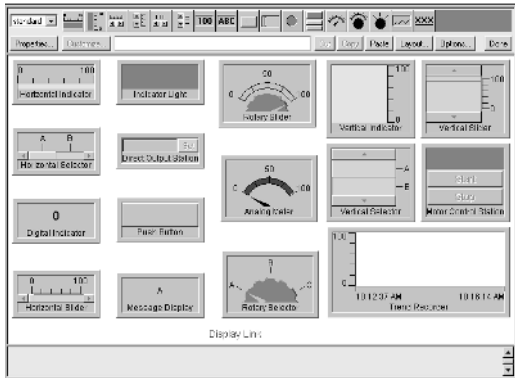 standard 100 ABC XXX
Properties... Customize... Set Copy Paste Layout... Options... Done
0 100
Horizontal Indicator
Indicator Light
50
0 100
Rotary Slider
100
0
Vertical Indicator
100
0
Vertical Slider
A B
Horizontal Selector
Set
Direct Output Station
50
0 100
Analog Meter
A
B
Vertical Selector
Start
Stop
Motor Control Station
0
Digital Indicator
Push Button
0 100
Horizontal Slider
A
Message Display
B
A C
Rotary Selector
100
0
10:12:37 AM 10:16:14 AM
Trend Recorder
Display Link